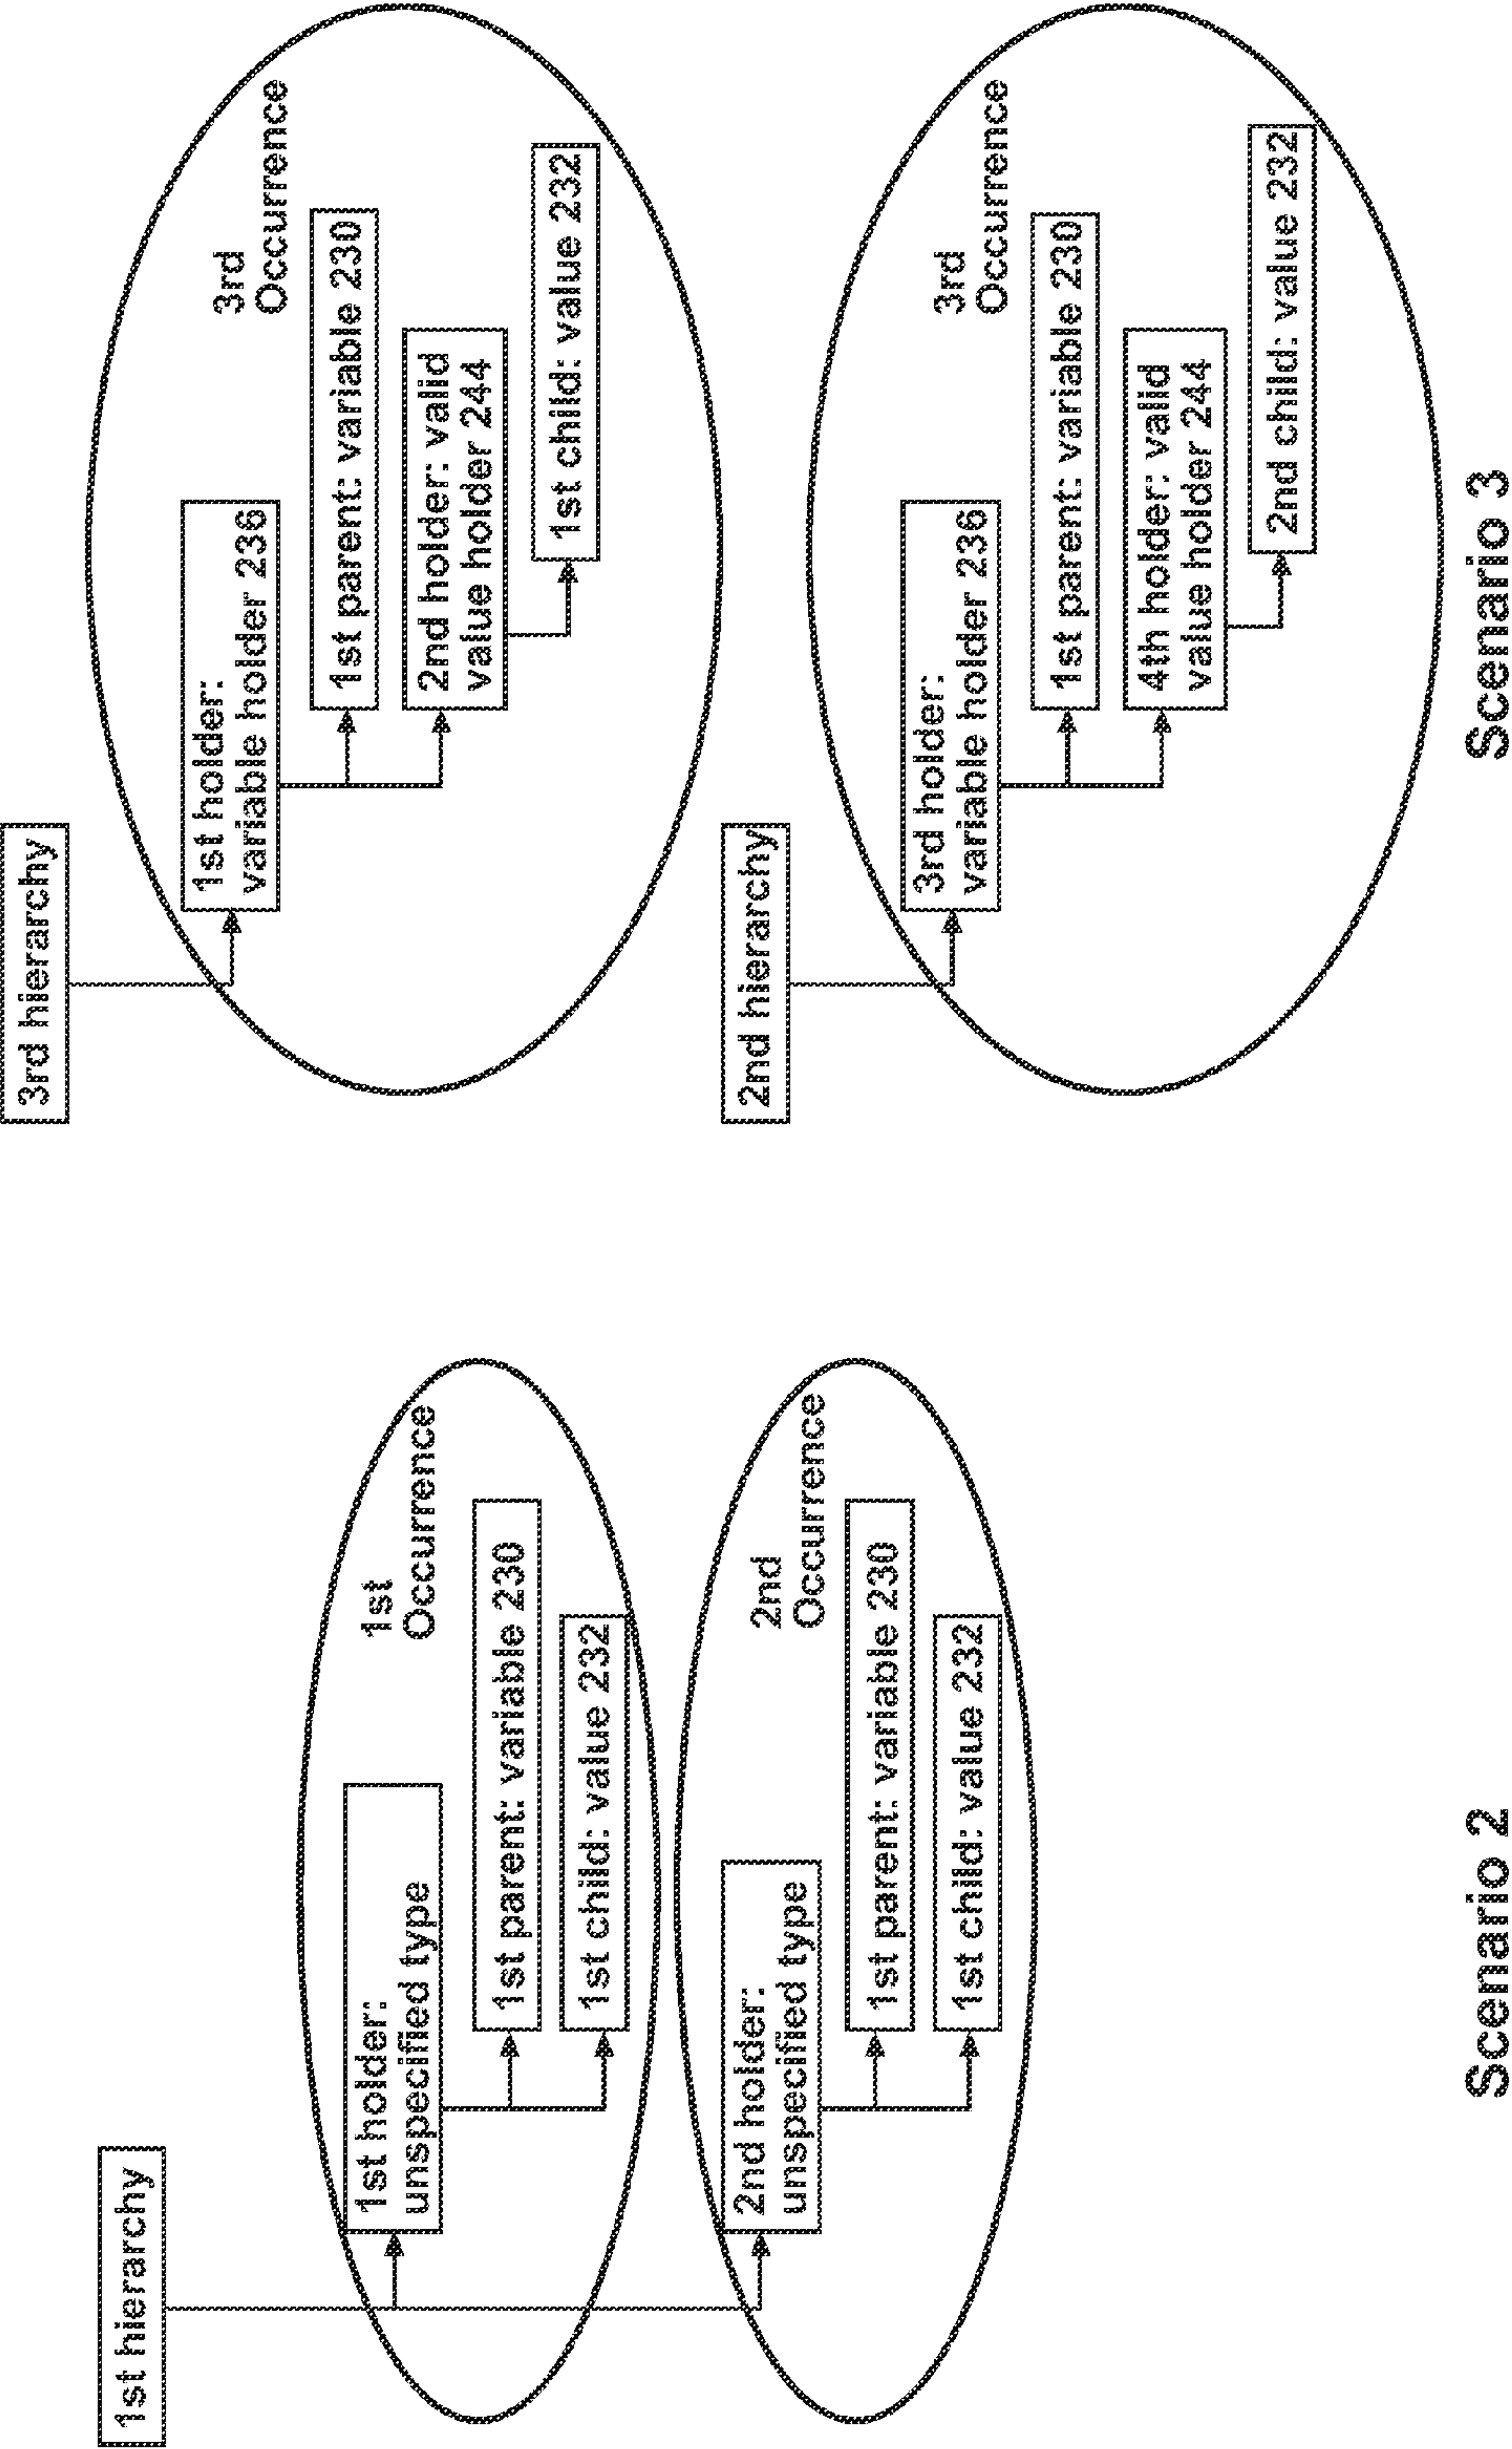 1st hierarchy
1st holder:
unspecified type
1st
Occurrence
1st parent: variable 230
1st child: value 232
2nd holder:
unspecified type
2nd
Occurrence
1st parent: variable 230
1st child: value 232
Scenario 2
3rd hierarchy
1st holder:
variable holder 236
3rd
Occurrence
1st parent: variable 230
2nd holder: valid
value holder 244
1st child: value 232
2nd hierarchy
3rd holder:
variable holder 236
3rd
Occurrence
1st parent: variable 230
4th holder: valid
value holder 244
2nd child: value 232
Scenario 3